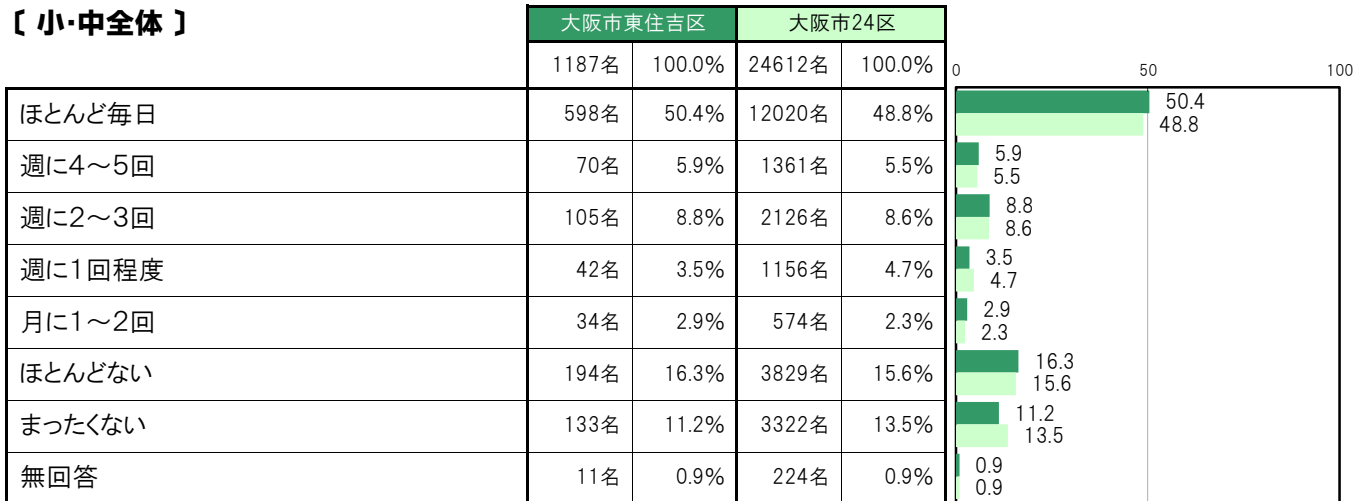 〔 小・中全体 〕
大阪市東住吉区 大阪市24区
1187名 100.0% 24612名 100.0%
0 50 100
ほとんど毎日 598名 50.4% 12020名 48.8% 50.4
48.8
週に4～5回 70名 5.9% 1361名 5.5% 5.9
5.5
週に2～3回 105名 8.8% 2126名 8.6% 8.8
8.6
週に1回程度 42名 3.5% 1156名 4.7% 3.5
4.7
月に1～2回 34名 2.9% 574名 2.3% 2.9
2.3
ほとんどない 194名 16.3% 3829名 15.6% 16.3
15.6
まったくない 133名 11.2% 3322名 13.5% 11.2
13.5
無回答 11名 0.9% 224名 0.9% 0.9
0.9